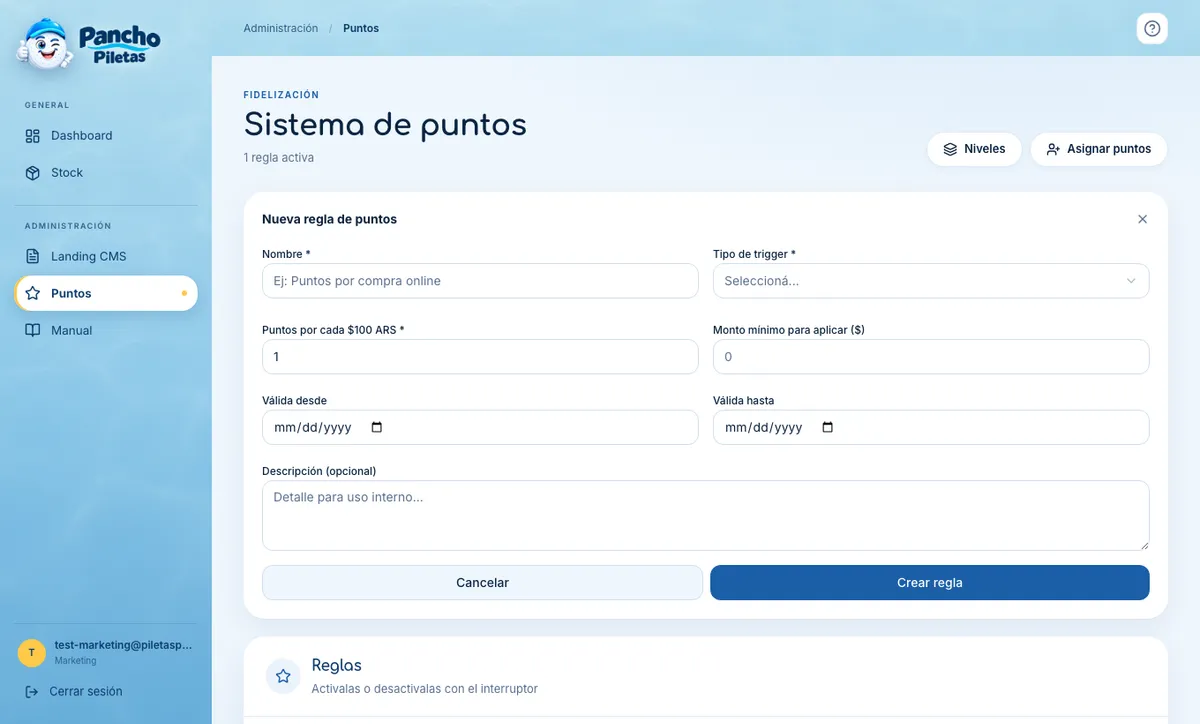 Pancho
Piletas
Administración / Puntos
GENERAL
Dashboard
Stock
ADMINISTRACIÓN
Landing CMS
Puntos
Manual
FIDELIZACIÓN
Sistema de puntos
1 regla activa
Niveles
Asignar puntos
Nueva regla de puntos
Nombre *
Tipo de trigger *
Ej: Puntos por compra online
Seleccioná...
Puntos por cada $100 ARS *
Monto mínimo para aplicar ($)
1
0
Válida desde
Válida hasta
mm/dd/yyyy
mm/dd/yyyy
Descripción (opcional)
Detalle para uso interno...
Cancelar
Crear regla
Reglas
Activalas o desactivalas con el interruptor
T
test-marketing@piletasp...
Marketing
Cerrar sesión